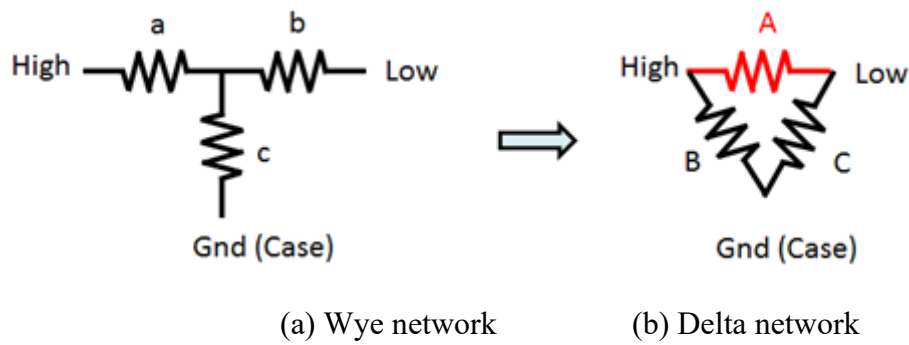 a b A
High Low High Low
c B C
Gnd (Case) Gnd (Case)
(a) Wye network (b) Delta network